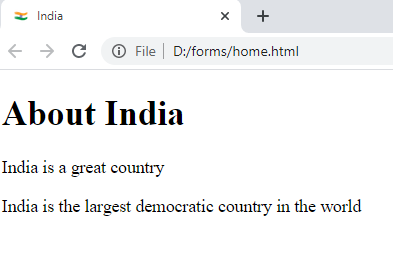 India
File
D:/forms/home.html
About India
India is a great country
India is the largest democratic country in the world